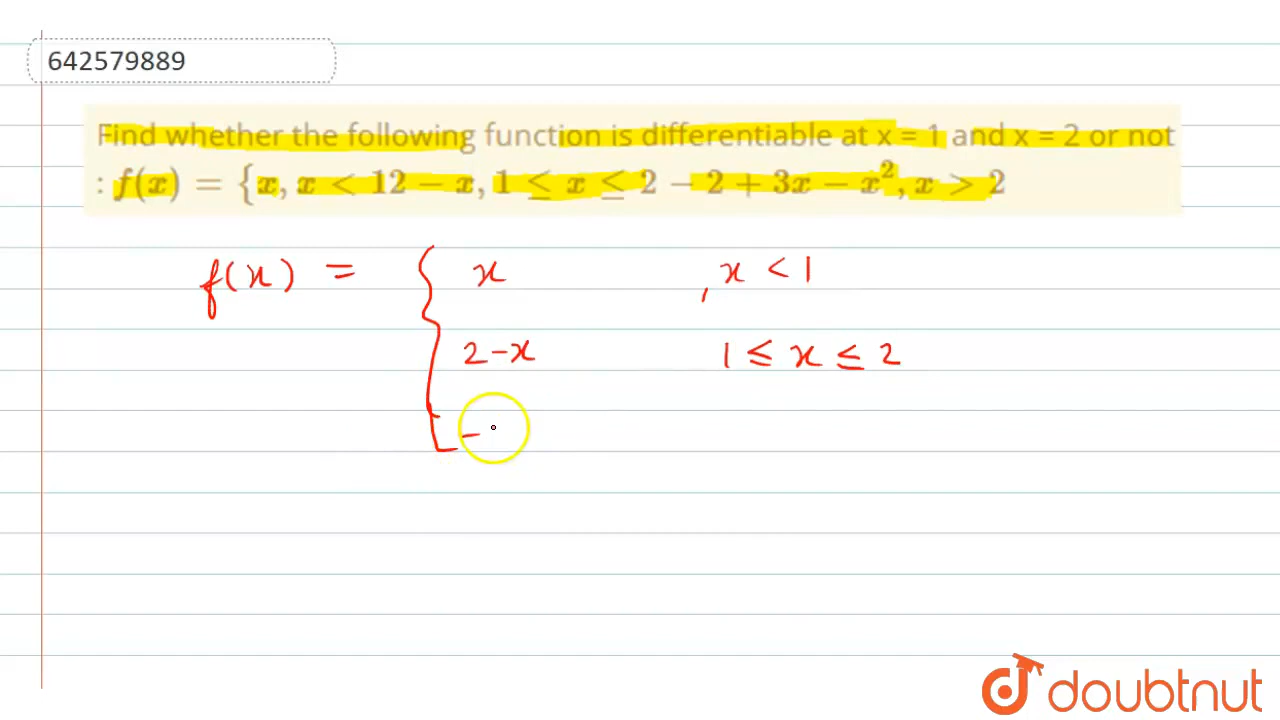 642579889
Find whether the following function is differentiable at x = 1 and x = 2 or not
: f(x) = {x, x < 12 − x, 1 ≤ x ≤ 2 − 2 + 3x − x², x > 2
f(x) = { x , x < 1
2-x 1 ≤ x ≤ 2
-
doubtnut